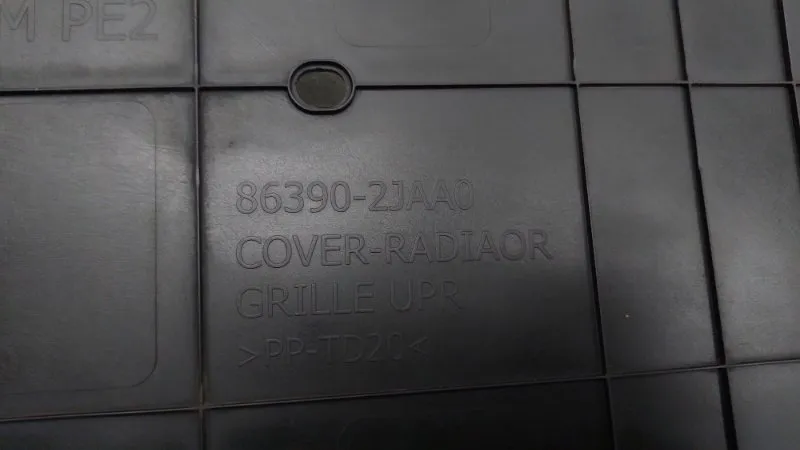 M PE2
86390-2JAA0
COVER-RADIAOR
GRILLE UPR
>PP-TD20<